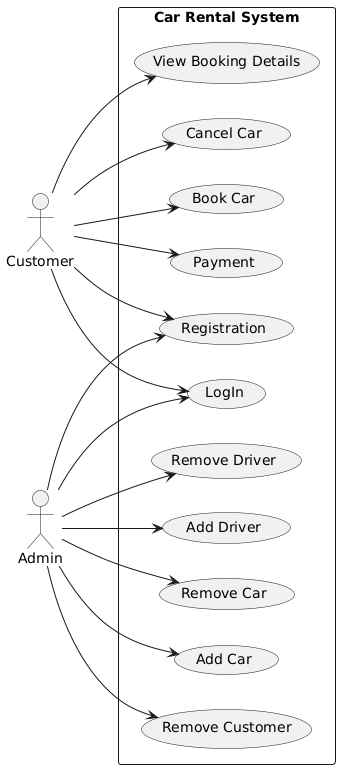 Car Rental System
View Booking Details
Cancel Car
Book Car
Customer
Payment
Registration
LogIn
Remove Driver
Add Driver
Admin
Remove Car
Add Car
Remove Customer